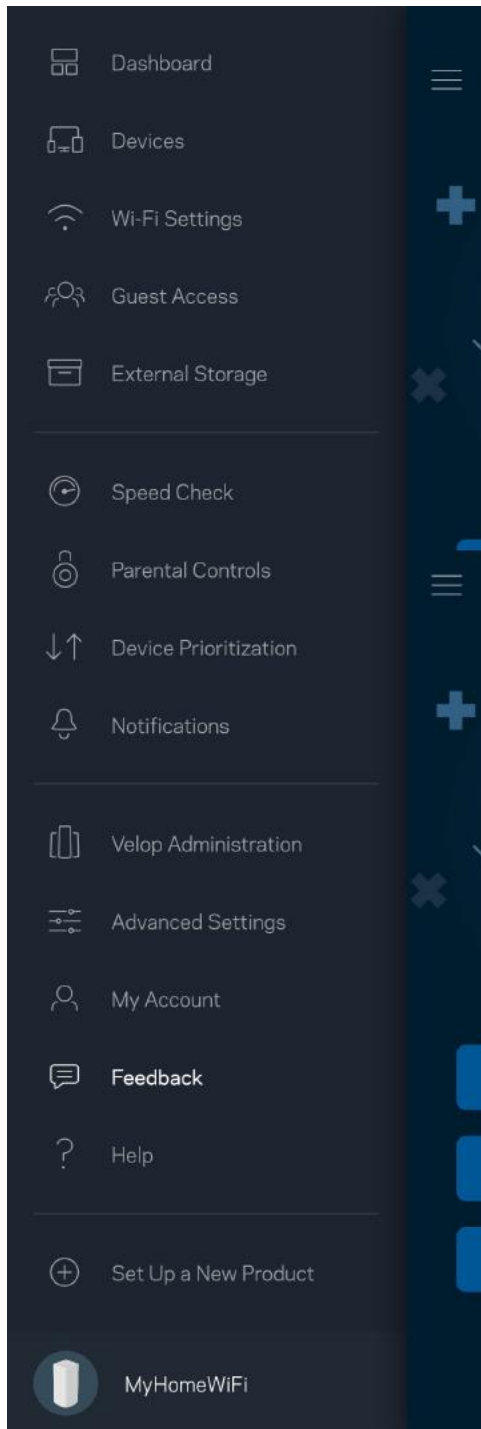 Dashboard
Devices
Wi-Fi Settings
Guest Access
External Storage
Speed Check
Parental Controls
Device Prioritization
Notifications
Velop Administration
Advanced Settings
My Account
Feedback
Help
Set Up a New Product
MyHomeWiFi